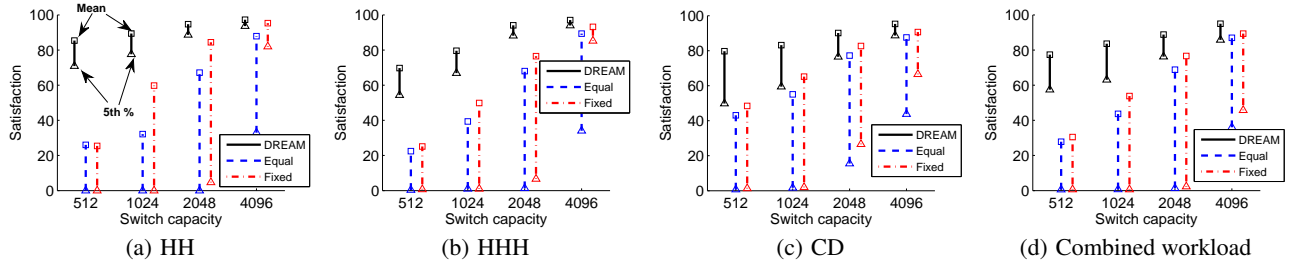 100
80
60
40
20
0
Satisfaction
Mean
5th %
DREAM
Equal
Fixed
512 1024 2048 4096
Switch capacity
(a) HH
100
80
60
40
20
0
Satisfaction
DREAM
Equal
Fixed
512 1024 2048 4096
Switch capacity
(b) HHH
100
80
60
40
20
0
Satisfaction
DREAM
Equal
Fixed
512 1024 2048 4096
Switch capacity
(c) CD
100
80
60
40
20
0
Satisfaction
DREAM
Equal
Fixed
512 1024 2048 4096
Switch capacity
(d) Combined workload